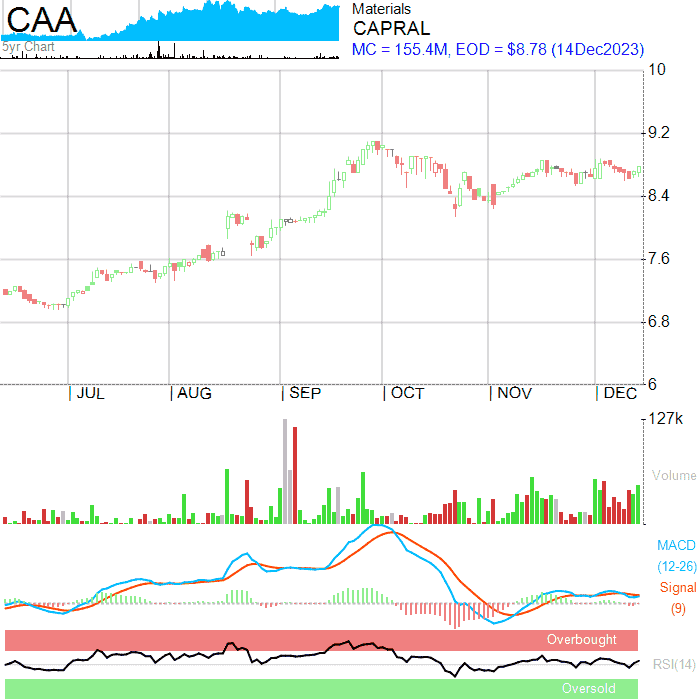 CAA
5yr Chart
Materials
CAPRAL
MC = 155.4M, EOD = $8.78 (14Dec2023)
10
9.2
8.4
7.6
6.8
6
JUL AUG SEP OCT NOV DEC
127k
Volume
MACD
(12-26)
Signal
(9)
Overbought
RSI(14)
Oversold